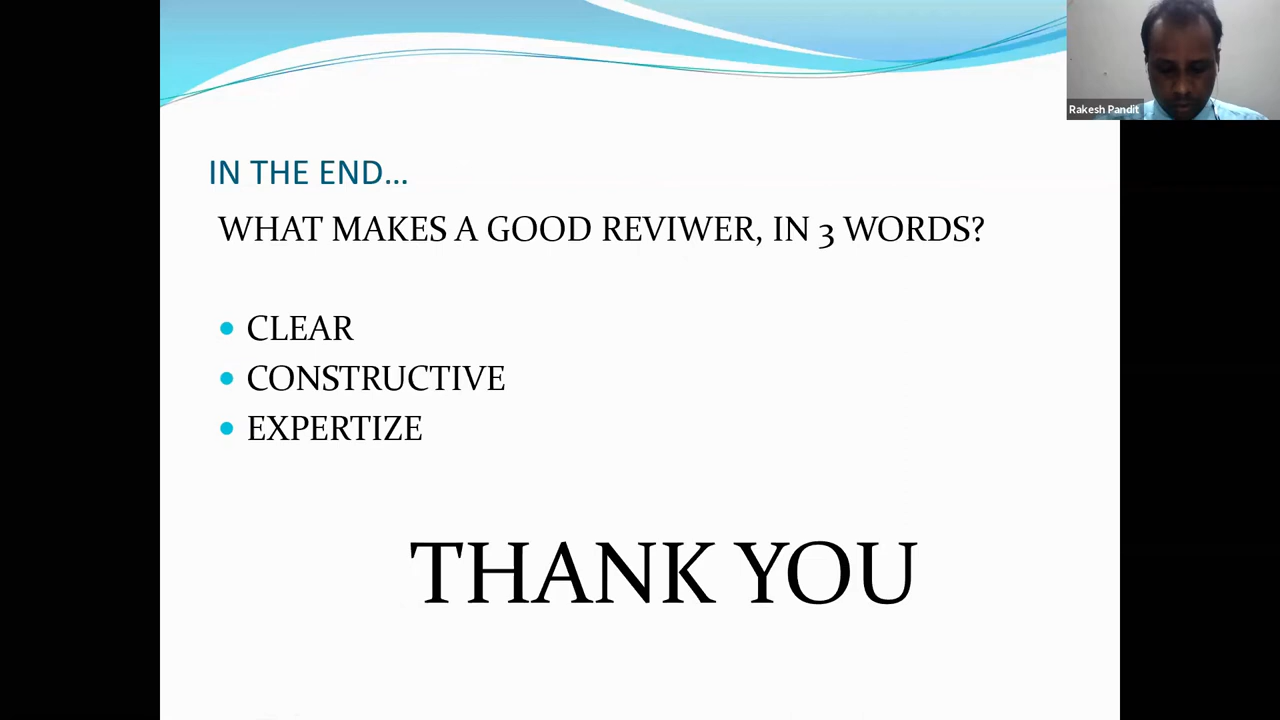 Rakesh Pandit
IN THE END...
WHAT MAKES A GOOD REVIWER, IN 3 WORDS?
CLEAR
CONSTRUCTIVE
EXPERTIZE
THANK YOU